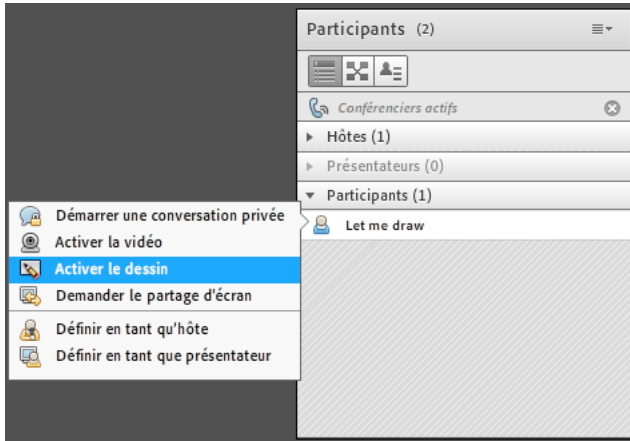 Participants (2)
Conférenciers actifs
Hôtes (1)
Présentateurs (0)
Participants (1)
Let me draw
Démarrer une conversation privée
Activer la vidéo
Activer le dessin
Demander le partage d'écran
Définir en tant qu'hôte
Définir en tant que présentateur